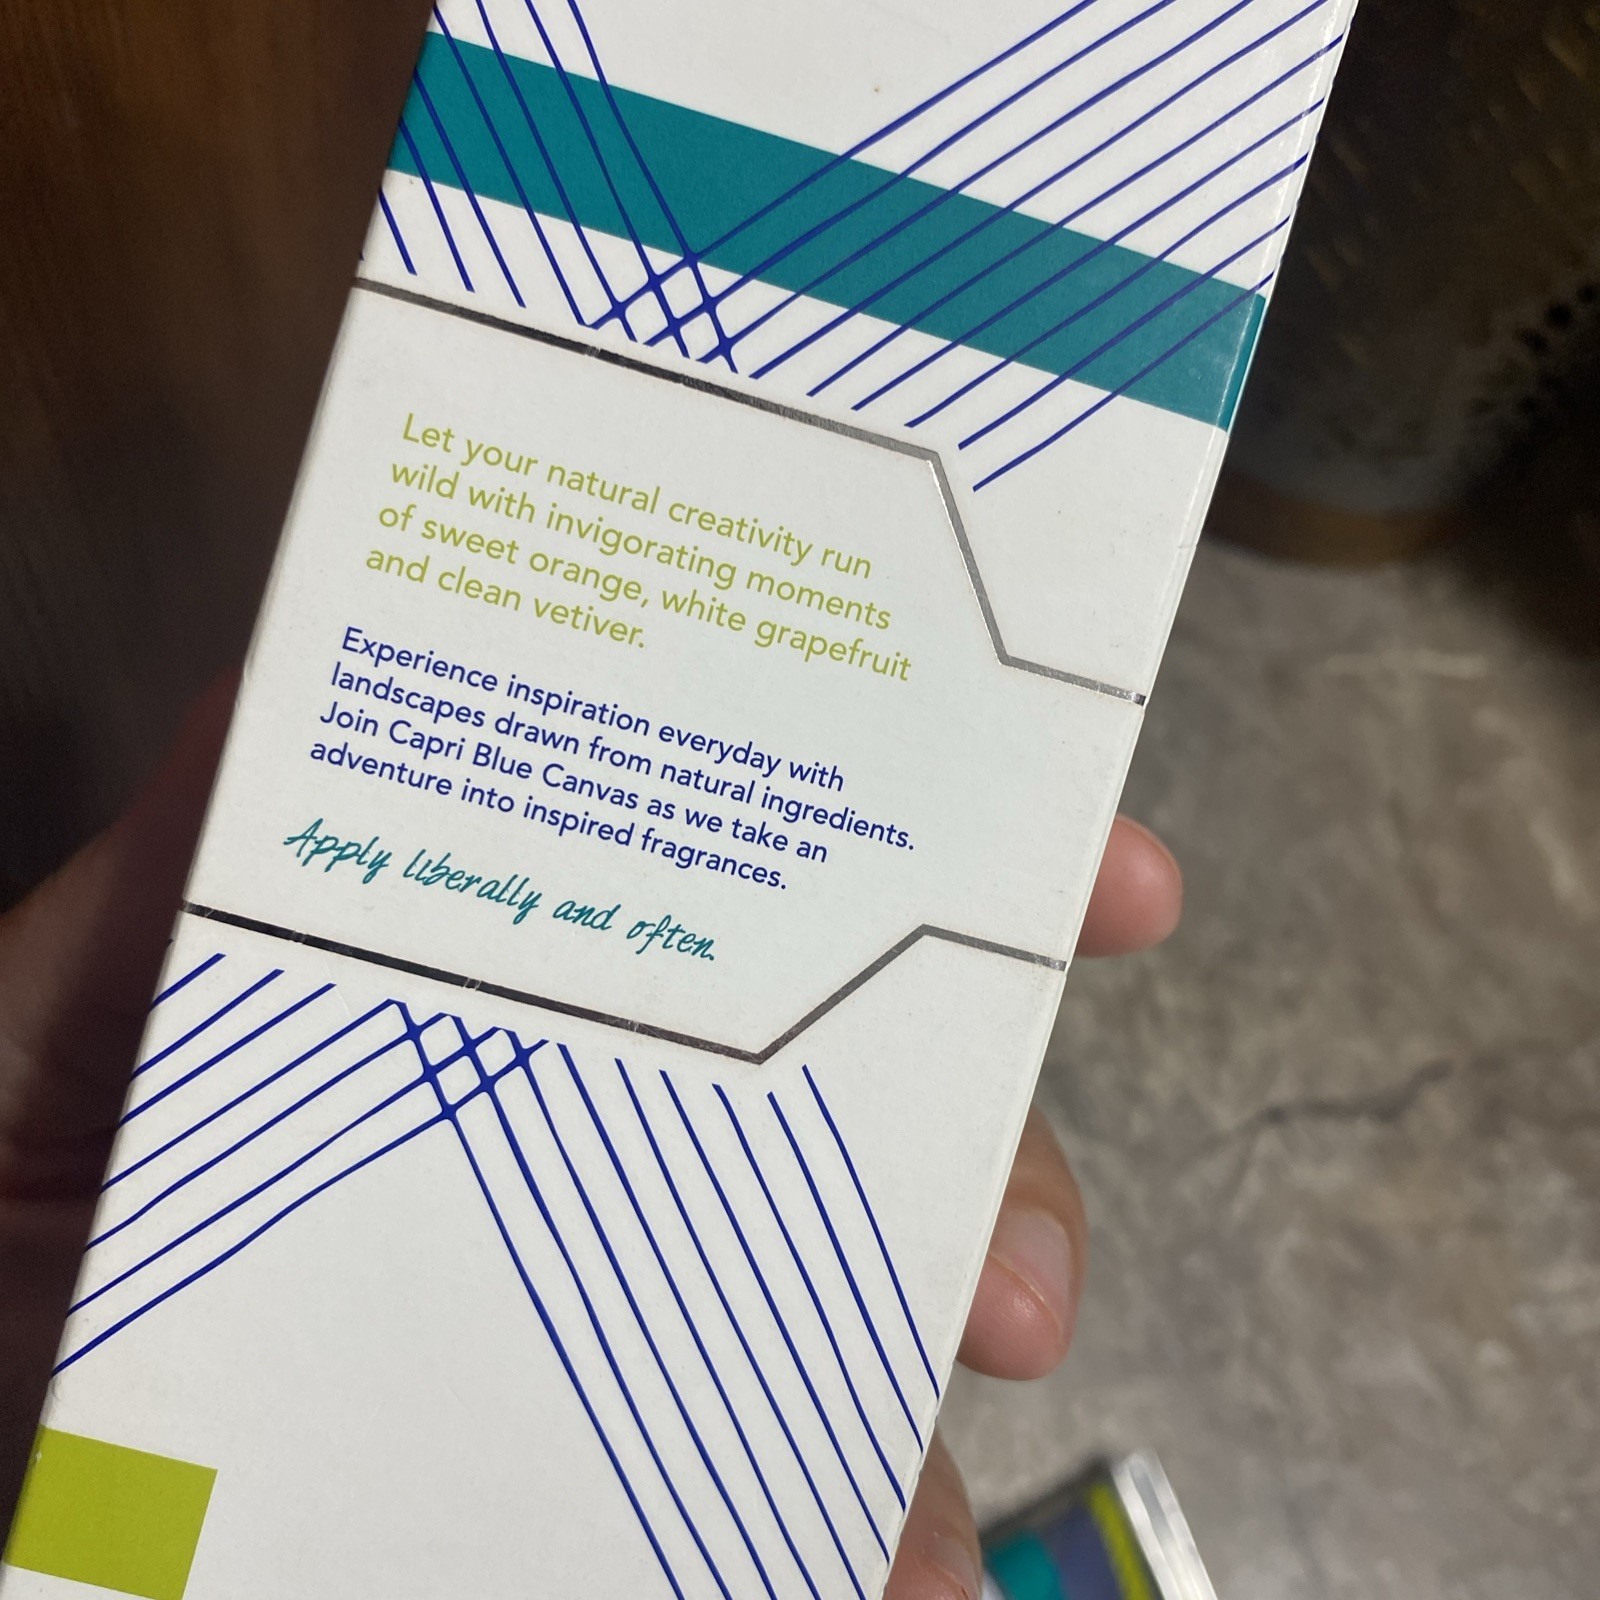 Let your natural creativity run
wild with invigorating moments
of sweet orange, white grapefruit
and clean vetiver.
Experience inspiration everyday with
landscapes drawn from natural ingredients.
Join Capri Blue Canvas as we take an
adventure into inspired fragrances.
Apply liberally and often.